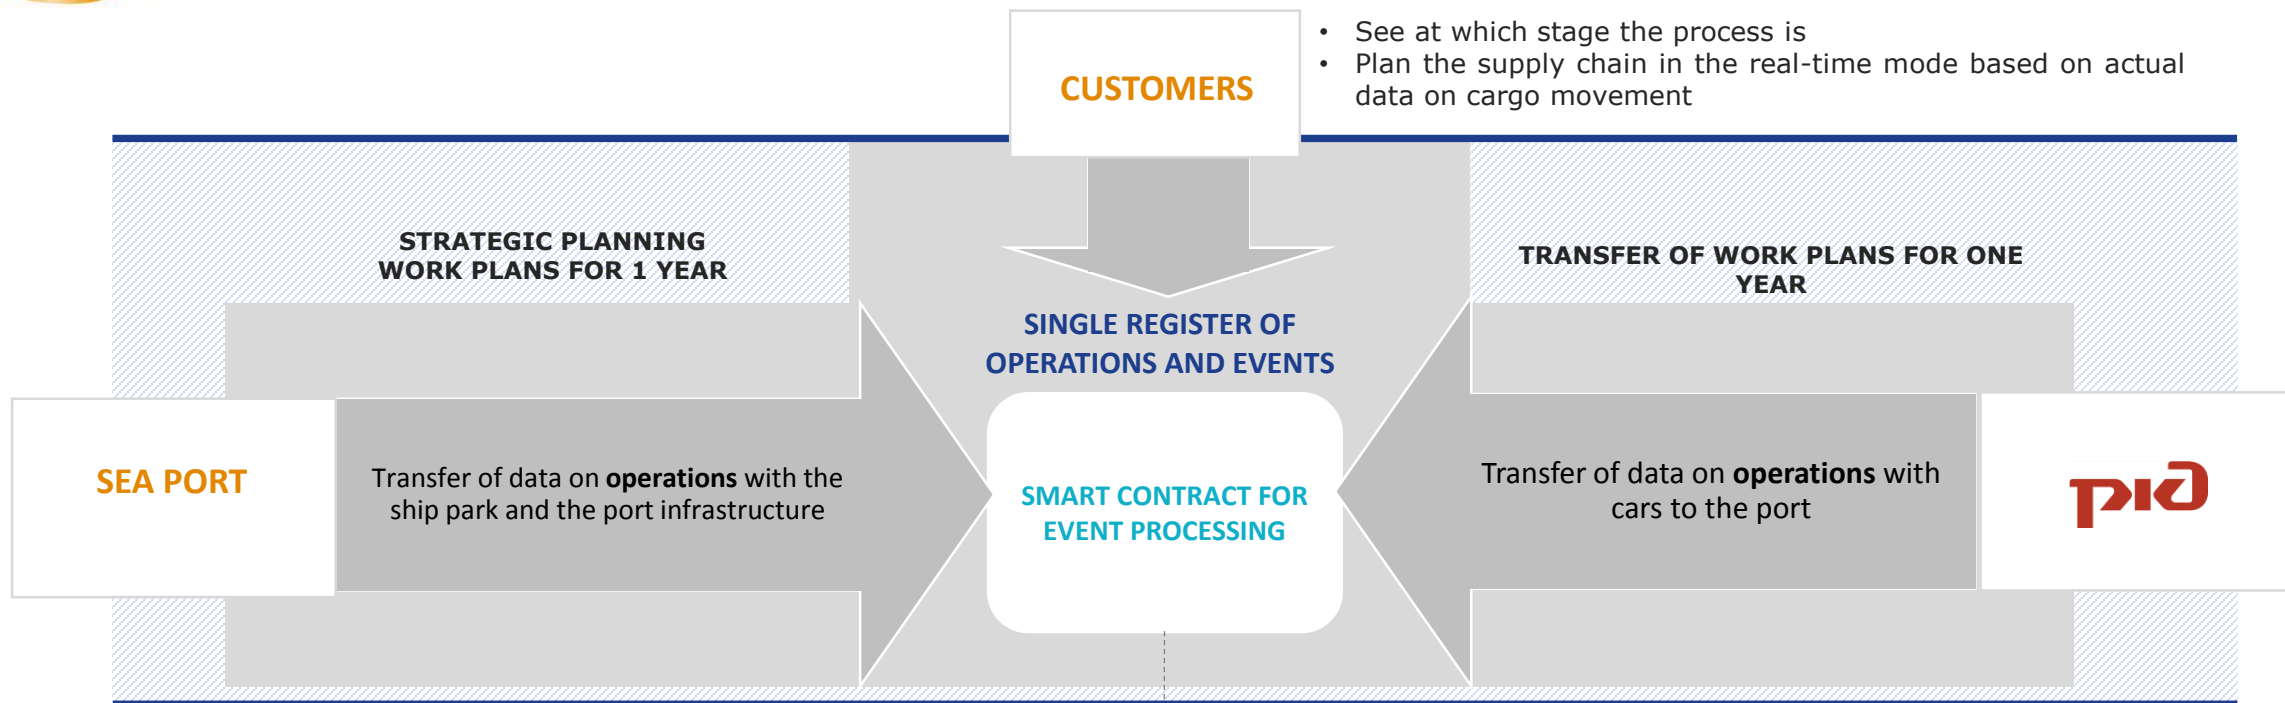 CUSTOMERS
• See at which stage the process is
• Plan the supply chain in the real-time mode based on actual
data on cargo movement
STRATEGIC PLANNING
WORK PLANS FOR 1 YEAR
TRANSFER OF WORK PLANS FOR ONE
YEAR
SINGLE REGISTER OF
OPERATIONS AND EVENTS
SEA PORT
Transfer of data on operations with the
ship park and the port infrastructure
SMART CONTRACT FOR
EVENT PROCESSING
Transfer of data on operations with
cars to the port
ржд